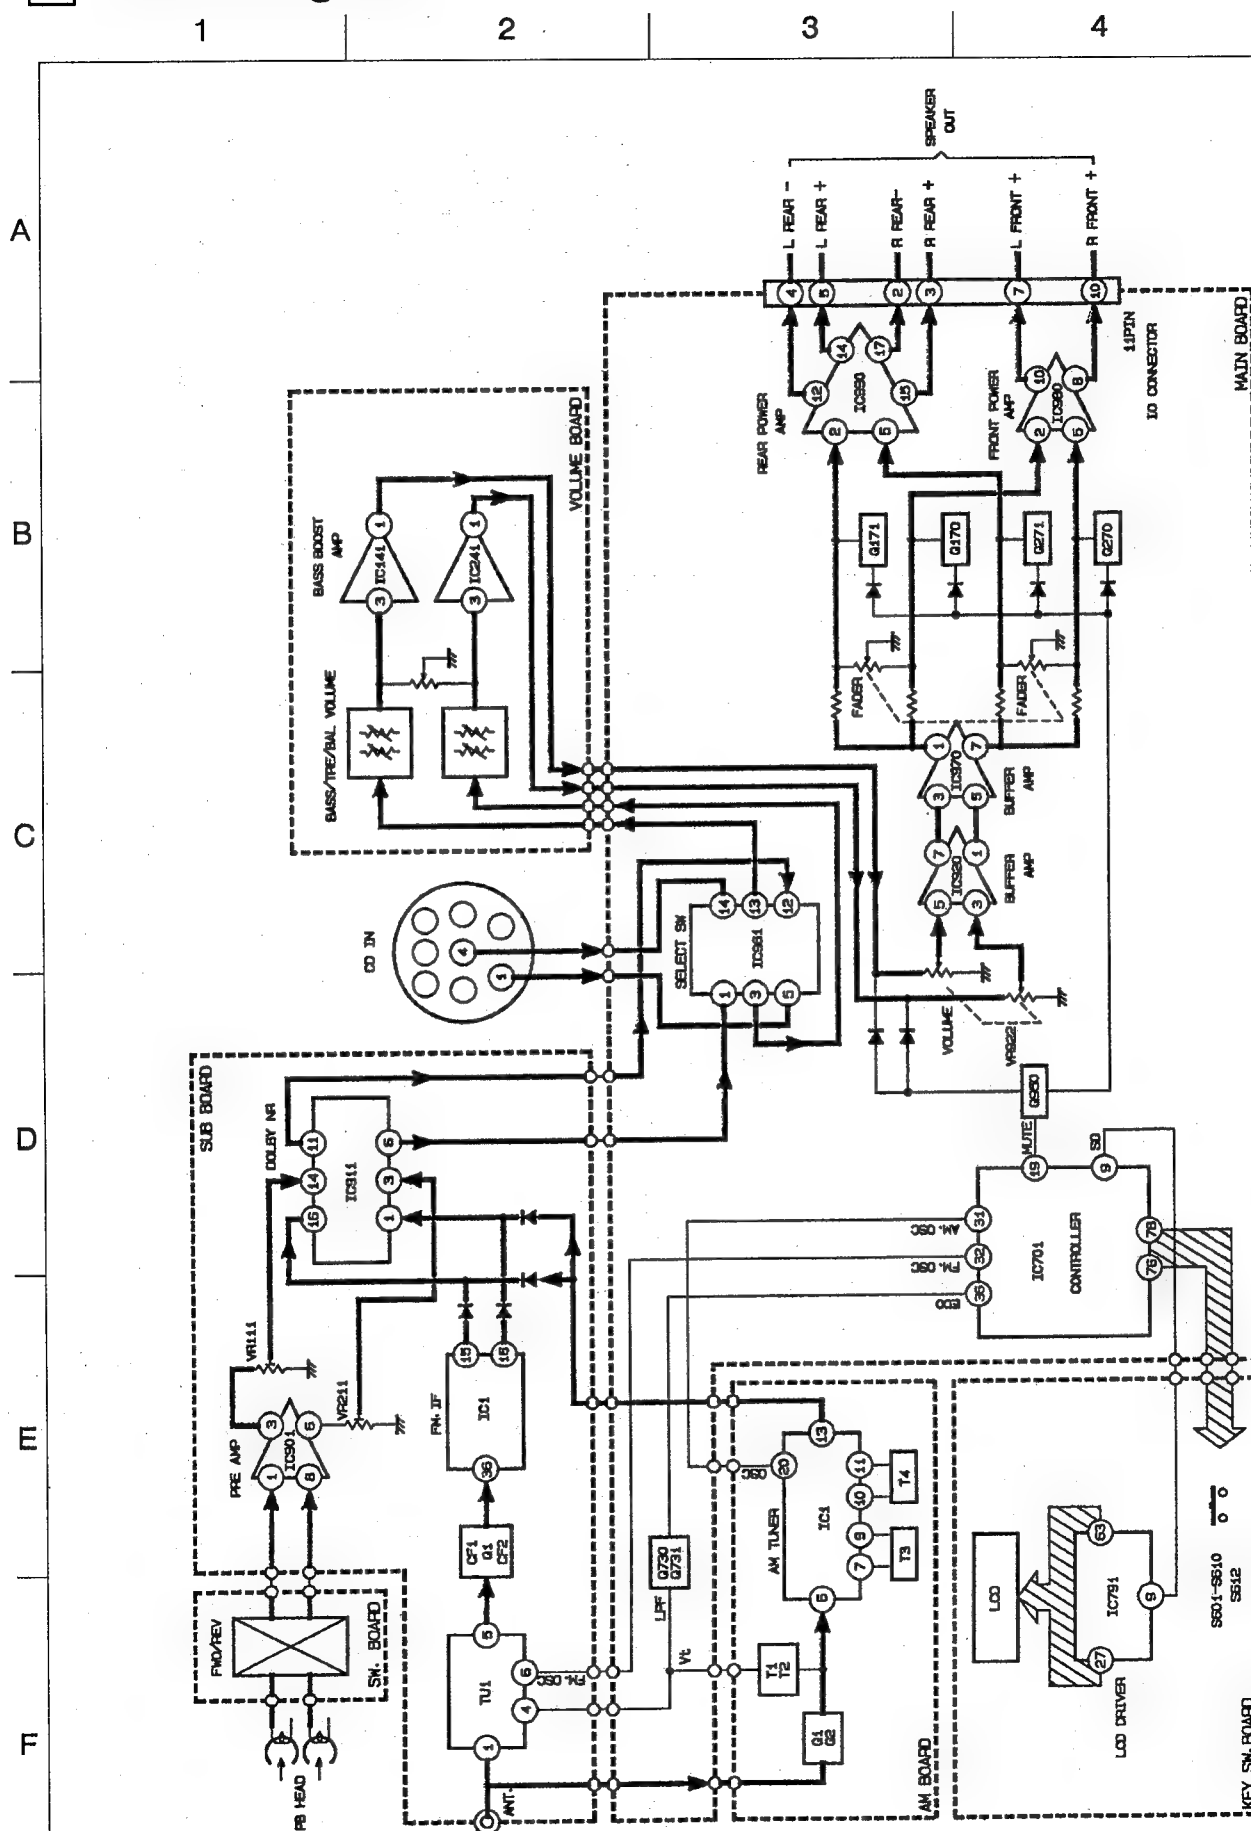 1
2
3
4
A
B
C
D
E
F
SPEAKER
OUT
L REAR -
L REAR +
R REAR-
R REAR +
L FRONT +
R FRONT +
4
5
2
3
7
10
11PIN
IO CONNECTOR
MAIN BOARD
REAR POWER
AMP
IC990
12
14
17
15
2
5
FRONT POWER
AMP
IC980
10
8
2
5
VOLUME BOARD
BASS BOOST
AMP
1
IC141
3
1
IC241
3
BASS/TRE/BAL VOLUME
Q171
Q170
Q271
Q270
FADER
FADER
1
7
IC970
3
5
BUFFER
AMP
7
1
IC920
5
3
BUFFER
AMP
CD IN
4
1
SELECT SW
14
13
12
IC961
1
3
5
VOLUME
VR922
SUB BOARD
DOLBY NR
11
14
16
IC911
6
3
1
Q950
MUTE
19
SD
9
AM.OSC
31
FM.OSC
32
36
IC701
CONTROLLER
78
76
VR111
VR211
PRE AMP
3
6
IC901
1
8
FM.IF
15
16
IC1
36
CF1
Q1
CF2
FWD/REV
SW. BOARD
PB HEAD
TU1
5
6
4
1
FM.OSC
ANT.
LPF
Q730
Q731
Vt
AM TUNER
OSC
20
13
11
10
9
7
6
IC1
T4
T3
T1
T2
Q1
Q2
AM BOARD
LCD
63
IC791
27
9
LCD DRIVER
S601-S610
S612
KEY SW.BOARD